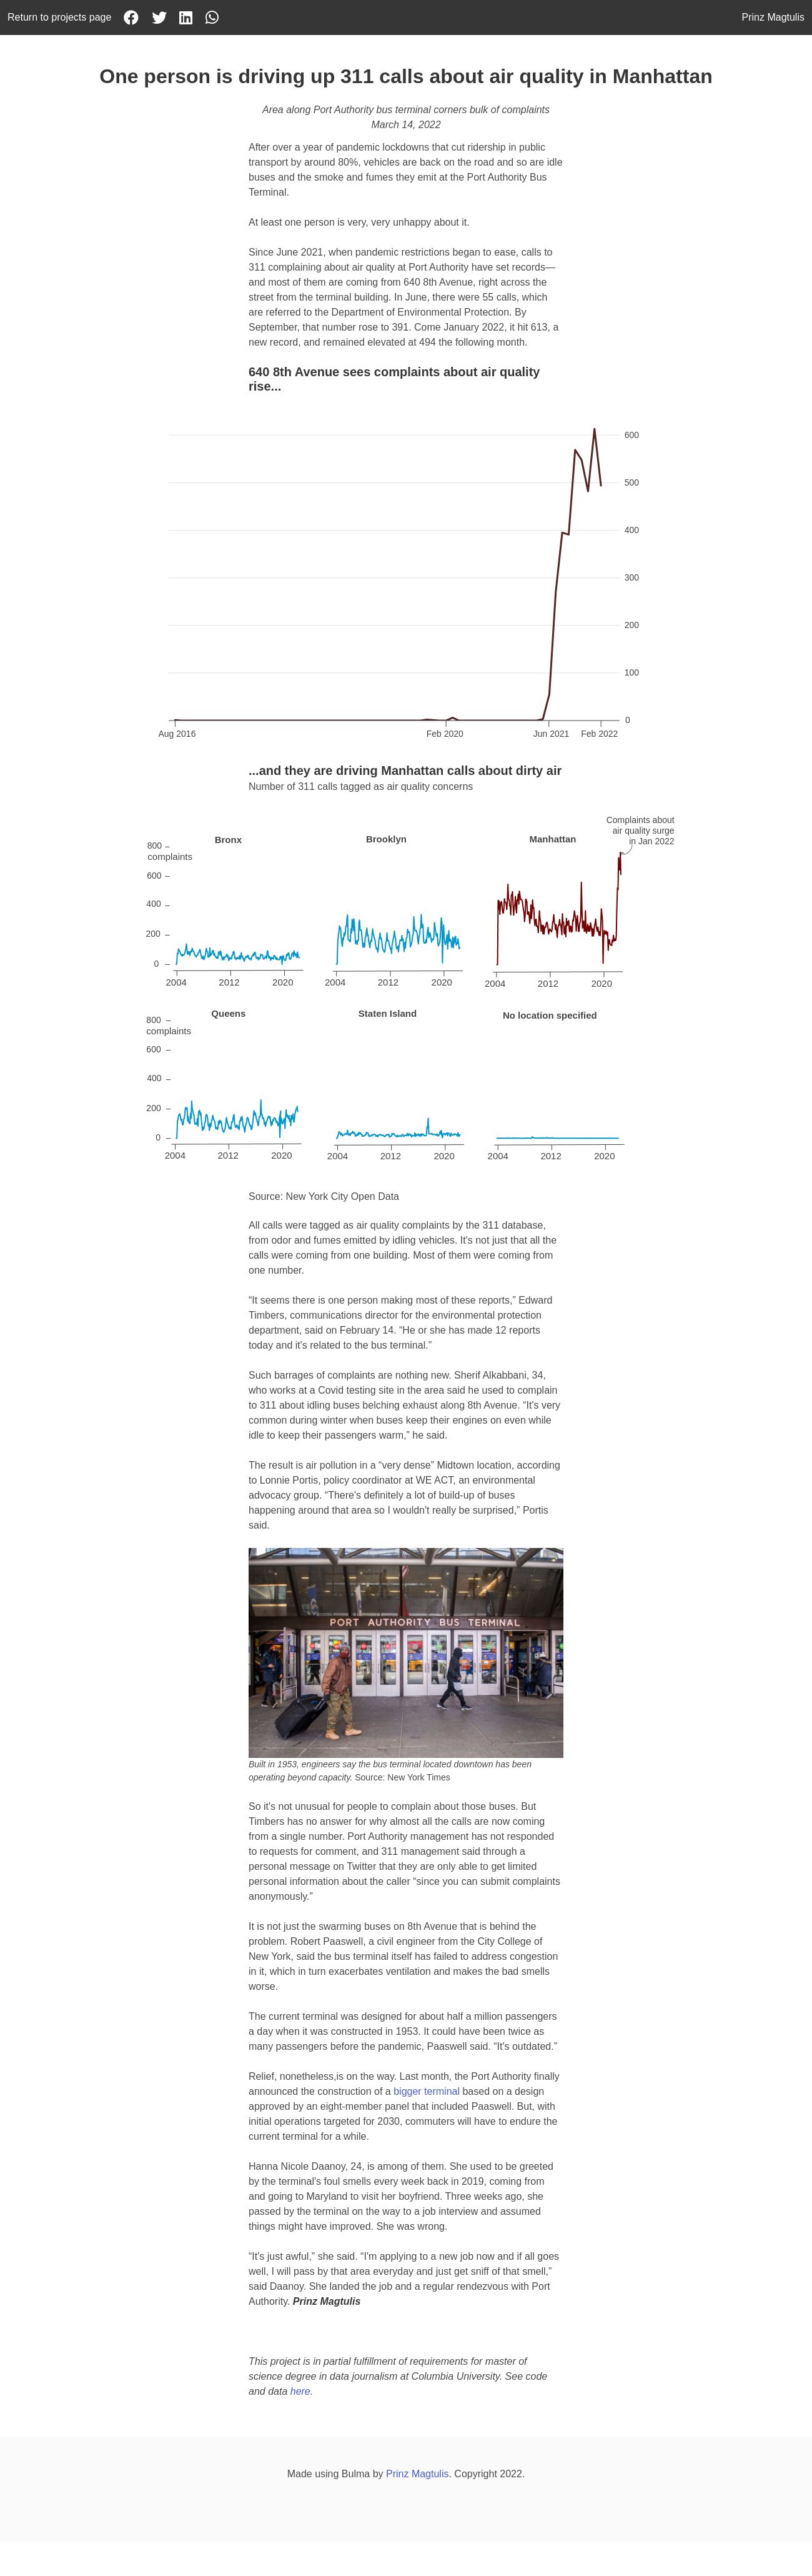 Return to projects page
Prinz Magtulis
One person is driving up 311 calls about air quality in Manhattan
Area along Port Authority bus terminal corners bulk of complaints
March 14, 2022
After over a year of pandemic lockdowns that cut ridership in public
transport by around 80%, vehicles are back on the road and so are idle
buses and the smoke and fumes they emit at the Port Authority Bus
Terminal.
At least one person is very, very unhappy about it.
Since June 2021, when pandemic restrictions began to ease, calls to
311 complaining about air quality at Port Authority have set records—
and most of them are coming from 640 8th Avenue, right across the
street from the terminal building. In June, there were 55 calls, which
are referred to the Department of Environmental Protection. By
September, that number rose to 391. Come January 2022, it hit 613, a
new record, and remained elevated at 494 the following month.
640 8th Avenue sees complaints about air quality
rise...
600
500
400
300
200
100
0
Aug 2016
Feb 2020
Jun 2021
Feb 2022
...and they are driving Manhattan calls about dirty air
Number of 311 calls tagged as air quality concerns
Complaints about
air quality surge
in Jan 2022
Bronx
Brooklyn
Manhattan
800
complaints
600
400
200
0
2004
2012
2020
2004
2012
2020
2004
2012
2020
Queens
Staten Island
No location specified
800
complaints
600
400
200
0
2004
2012
2020
2004
2012
2020
2004
2012
2020
Source: New York City Open Data
All calls were tagged as air quality complaints by the 311 database,
from odor and fumes emitted by idling vehicles. It's not just that all the
calls were coming from one building. Most of them were coming from
one number.
“It seems there is one person making most of these reports,” Edward
Timbers, communications director for the environmental protection
department, said on February 14. “He or she has made 12 reports
today and it's related to the bus terminal.”
Such barrages of complaints are nothing new. Sherif Alkabbani, 34,
who works at a Covid testing site in the area said he used to complain
to 311 about idling buses belching exhaust along 8th Avenue. “It's very
common during winter when buses keep their engines on even while
idle to keep their passengers warm,” he said.
The result is air pollution in a “very dense” Midtown location, according
to Lonnie Portis, policy coordinator at WE ACT, an environmental
advocacy group. “There's definitely a lot of build-up of buses
happening around that area so I wouldn't really be surprised,” Portis
said.
PORT AUTHORITY BUS TERMINAL
Built in 1953, engineers say the bus terminal located downtown has been
operating beyond capacity. Source: New York Times
So it's not unusual for people to complain about those buses. But
Timbers has no answer for why almost all the calls are now coming
from a single number. Port Authority management has not responded
to requests for comment, and 311 management said through a
personal message on Twitter that they are only able to get limited
personal information about the caller “since you can submit complaints
anonymously.”
It is not just the swarming buses on 8th Avenue that is behind the
problem. Robert Paaswell, a civil engineer from the City College of
New York, said the bus terminal itself has failed to address congestion
in it, which in turn exacerbates ventilation and makes the bad smells
worse.
The current terminal was designed for about half a million passengers
a day when it was constructed in 1953. It could have been twice as
many passengers before the pandemic, Paaswell said. “It's outdated.”
Relief, nonetheless,is on the way. Last month, the Port Authority finally
announced the construction of a bigger terminal based on a design
approved by an eight-member panel that included Paaswell. But, with
initial operations targeted for 2030, commuters will have to endure the
current terminal for a while.
Hanna Nicole Daanoy, 24, is among of them. She used to be greeted
by the terminal's foul smells every week back in 2019, coming from
and going to Maryland to visit her boyfriend. Three weeks ago, she
passed by the terminal on the way to a job interview and assumed
things might have improved. She was wrong.
“It's just awful,” she said. “I'm applying to a new job now and if all goes
well, I will pass by that area everyday and just get sniff of that smell,”
said Daanoy. She landed the job and a regular rendezvous with Port
Authority. Prinz Magtulis
This project is in partial fulfillment of requirements for master of
science degree in data journalism at Columbia University. See code
and data here.
Made using Bulma by Prinz Magtulis. Copyright 2022.